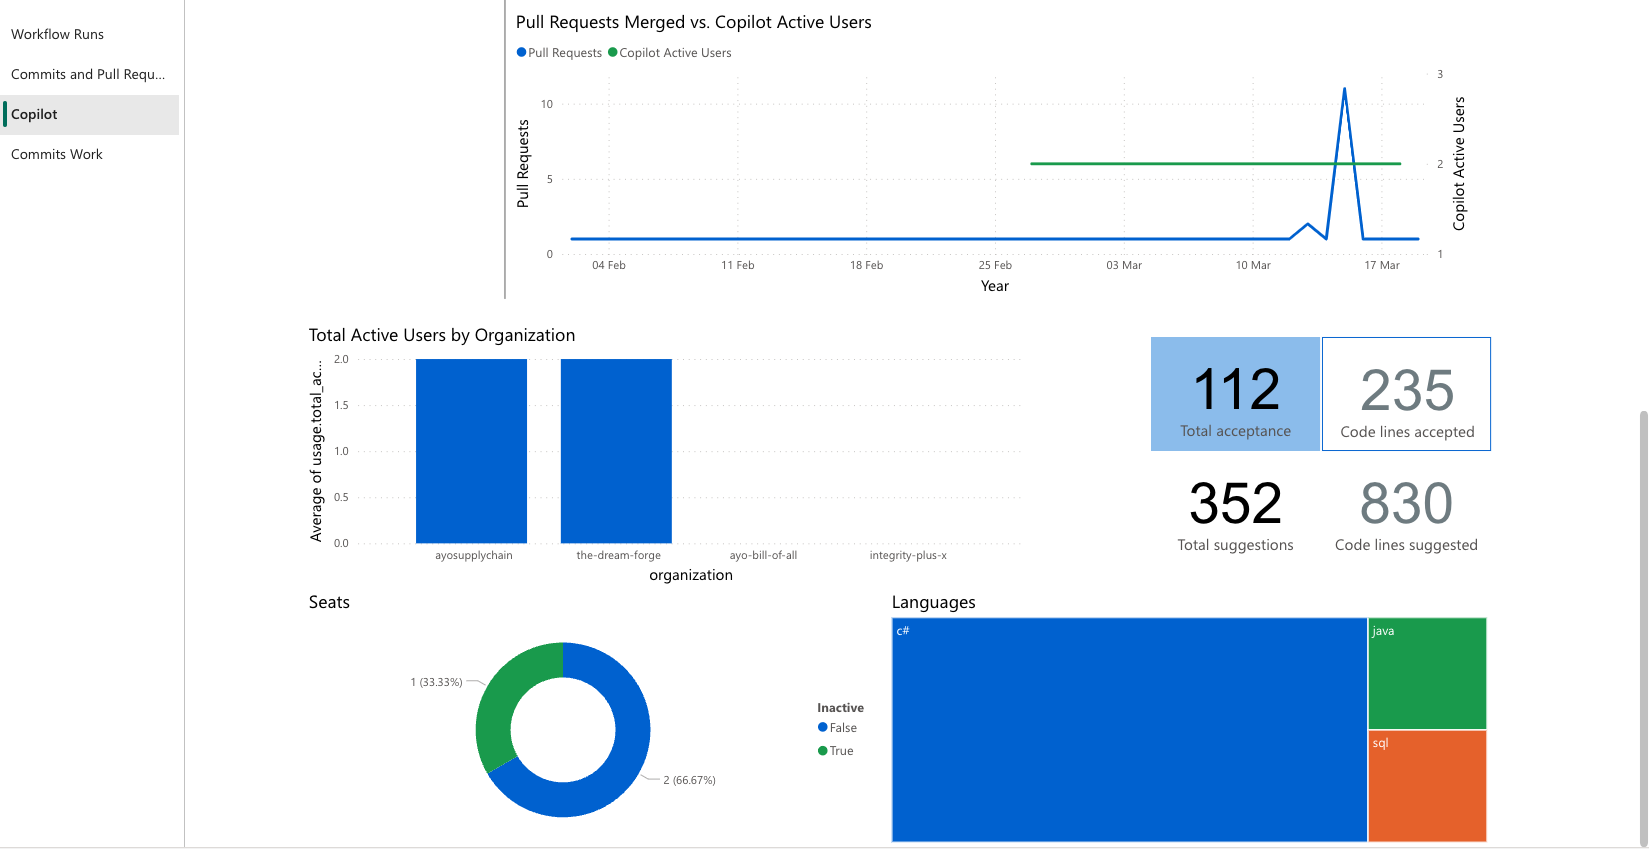 Workflow Runs
Commits and Pull Requ...
Copilot
Commits Work
Pull Requests Merged vs. Copilot Active Users
Pull Requests Copilot Active Users
Pull Requests
10
5
0
3
2
1
Copilot Active Users
04 Feb 11 Feb 18 Feb 25 Feb 03 Mar 10 Mar 17 Mar
Year
Total Active Users by Organization
Average of usage.total_ac...
2.0
1.5
1.0
0.5
0.0
ayosupplychain the-dream-forge ayo-bill-of-all integrity-plus-x
organization
112
Total acceptance
235
Code lines accepted
352
Total suggestions
830
Code lines suggested
Seats
1 (33.33%)
2 (66.67%)
Inactive
False
True
Languages
c#
java
sql